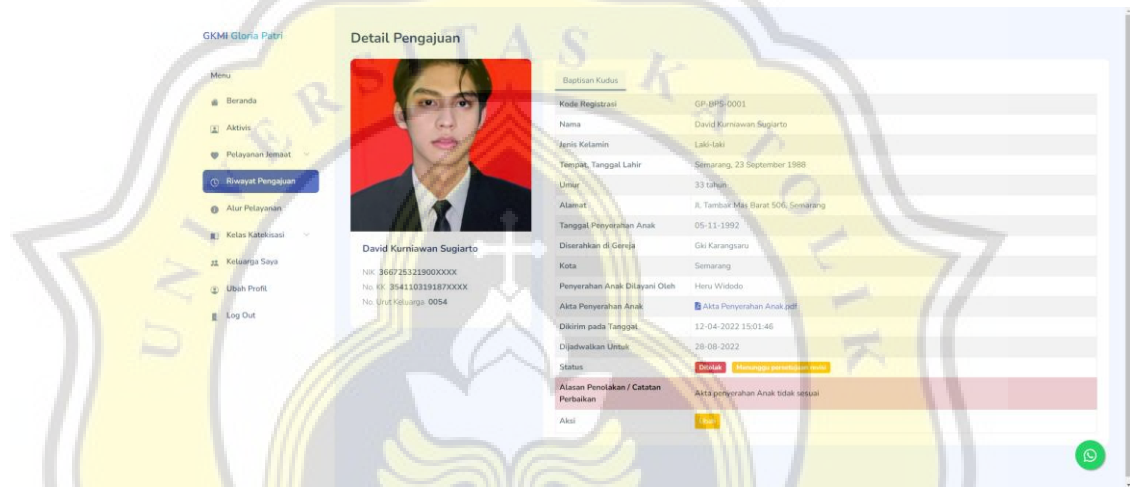 GKMI Gloria Patri
Menu
Beranda
Aktivis
Pelayanan Jemaat
Riwayat Pengajuan
Alur Pelayanan
Kelas Katekisasi
Keluarga Saya
Ubah Profil
Log Out
Detail Pengajuan
David Kurniawan Sugiarto
NIK 366725321900XXXX
No. KK 354110319187XXXX
No. Urut Keluarga 0054
Baptisan Kudus
Kode Registrasi GP-BPS-0001
Nama David Kurniawan Sugiarto
Jenis Kelamin Laki-laki
Tempat, Tanggal Lahir Semarang, 23 September 1988
Umur 33 tahun
Alamat Jl. Tambak Mas Barat 506, Semarang
Tanggal Penyerahan Anak 05-11-1992
Diserahkan di Gereja Gki Karangsaru
Kota Semarang
Penyerahan Anak Dilayani Oleh Heru Widodo
Akta Penyerahan Anak Akta Penyerahan Anak.pdf
Dikirim pada Tanggal 12-04-2022 15:01:46
Dijadwalkan Untuk 28-08-2022
Status Ditolak Menunggu persetujuan
Alasan Penolakan / Catatan
Perbaikan
Akta penyerahan Anak tidak sesuai
Aksi
UNIVERSITAS KATOLIK